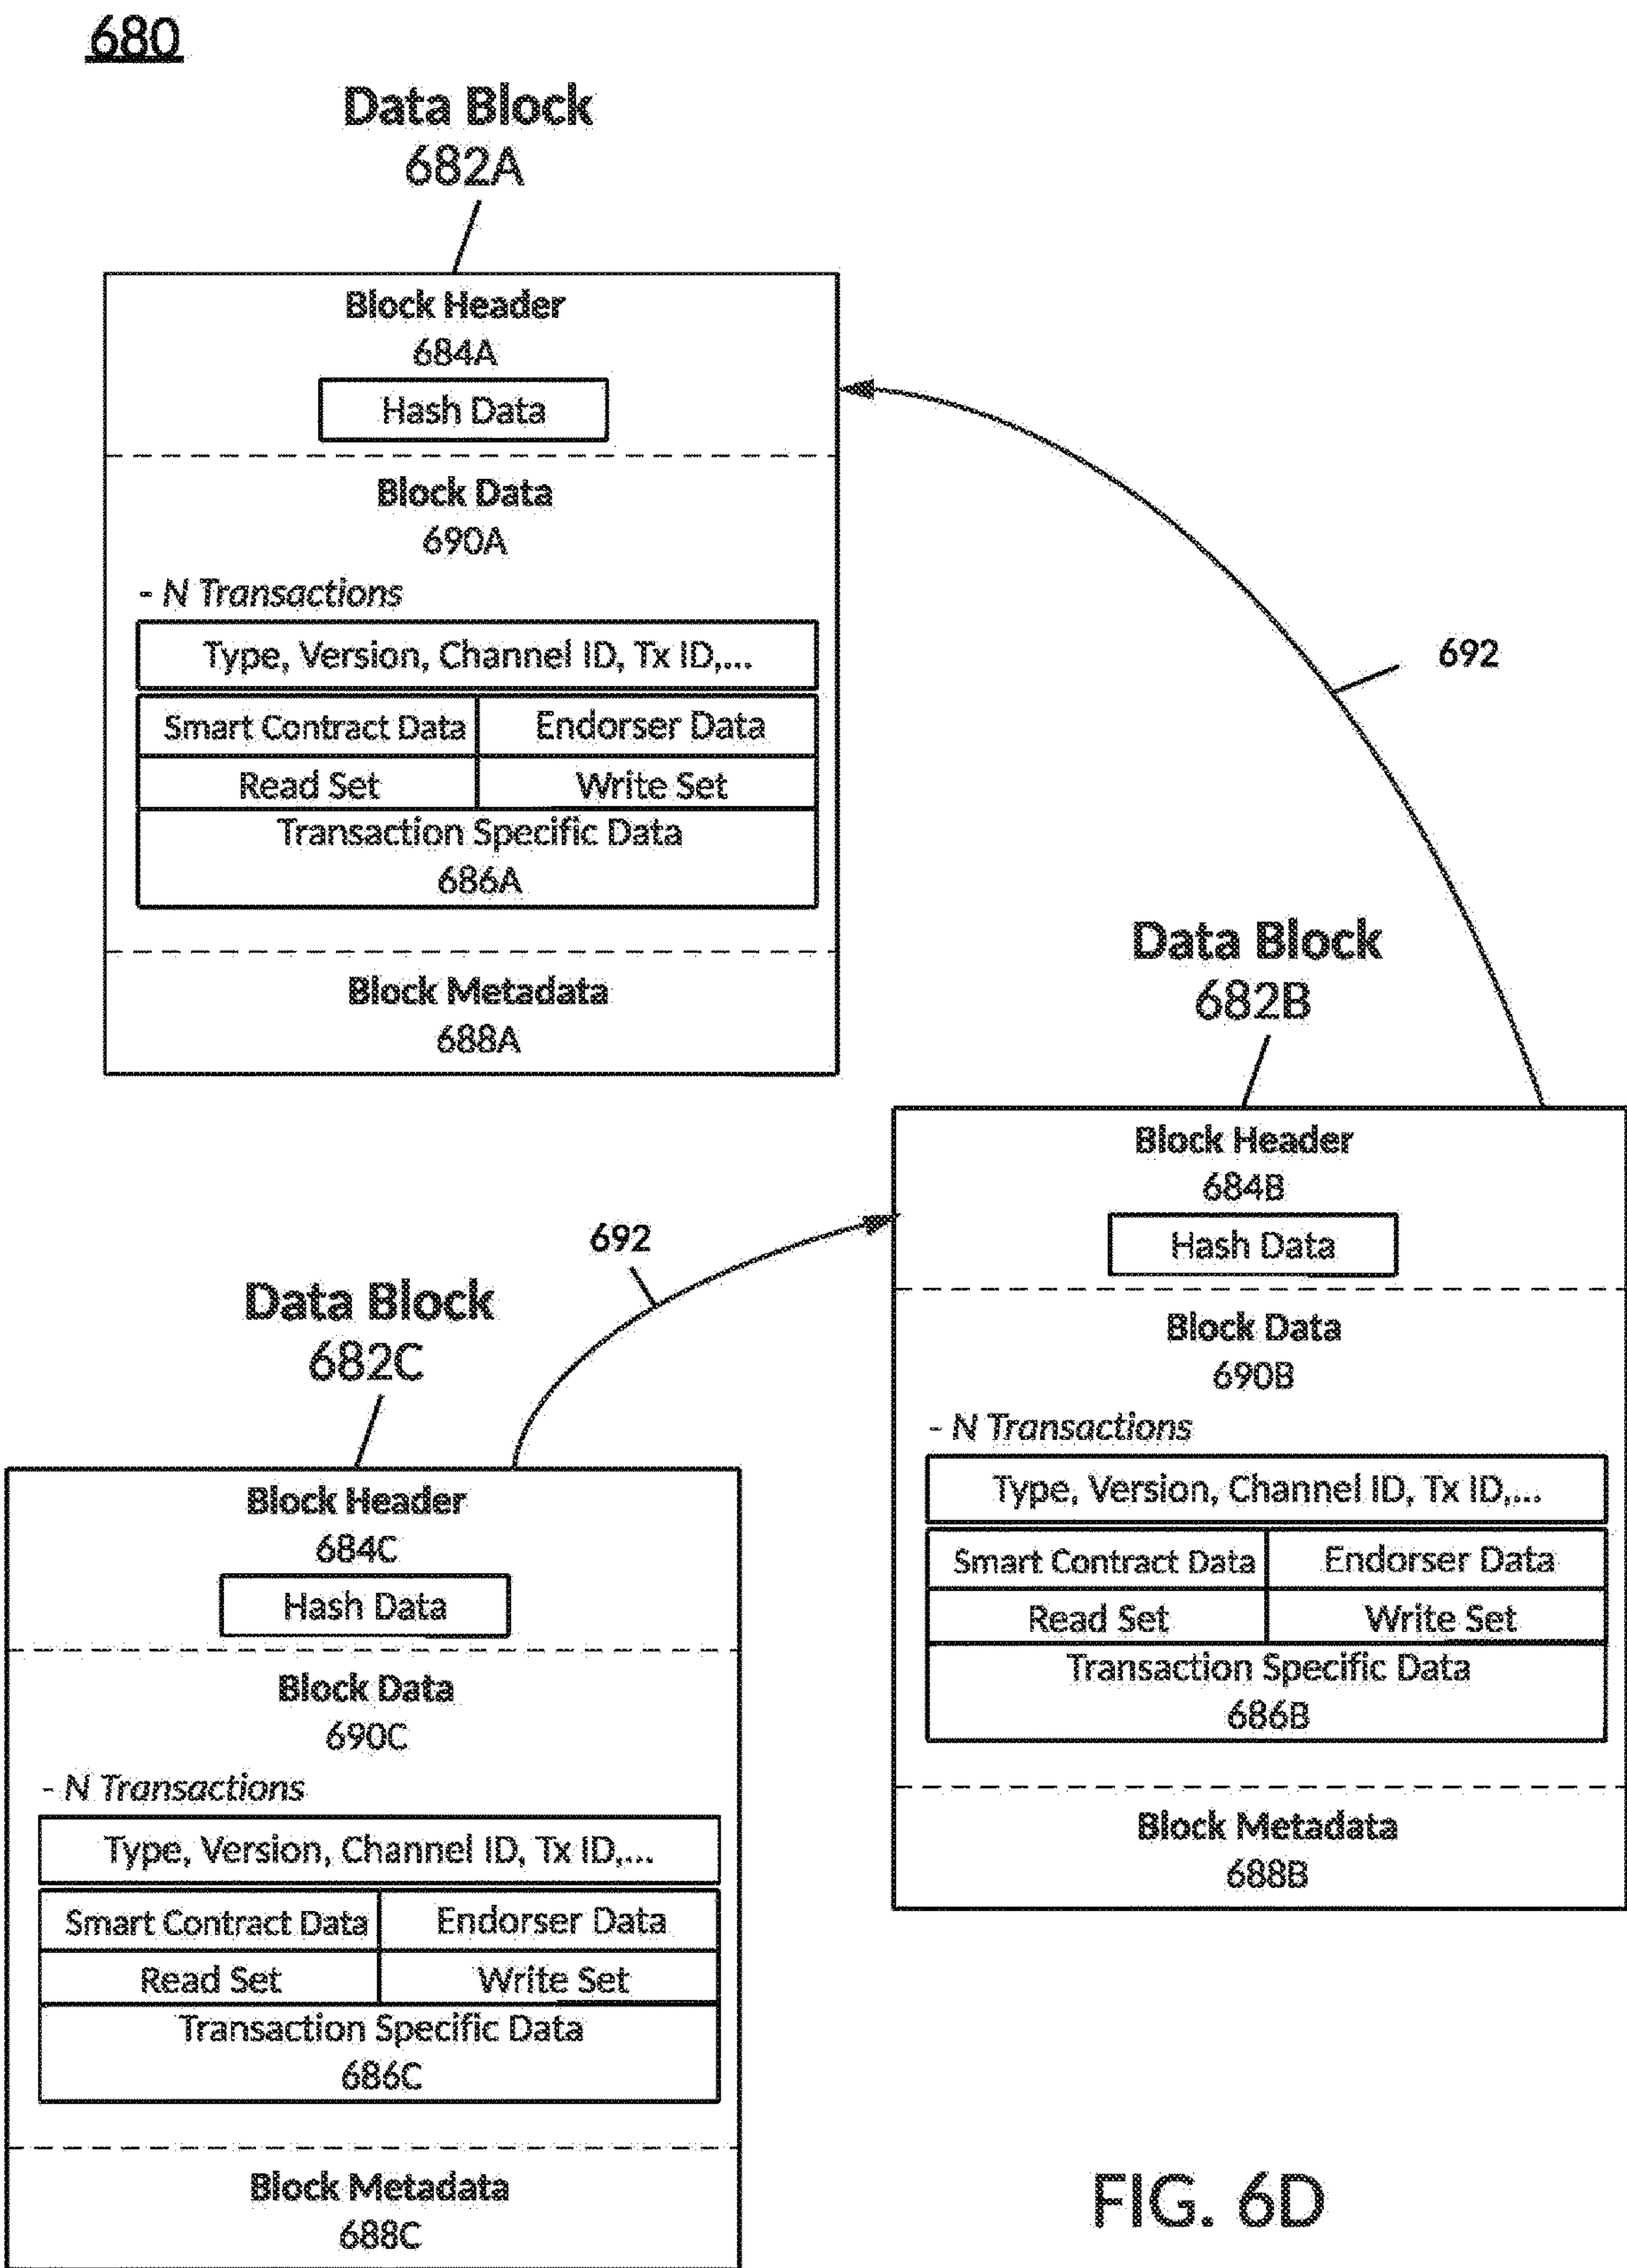 680
Data Block
682A
Block Header
684A
Hash Data
Block Data
690A
- N Transactions
Type, Version, Channel ID, Tx ID,...
Smart Contract Data Endorser Data
Read Set Write Set
Transaction Specific Data
686A
Block Metadata
688A
692
Data Block
682B
Block Header
684B
Hash Data
Block Data
690B
- N Transactions
Type, Version, Channel ID, Tx ID,...
Smart Contract Data Endorser Data
Read Set Write Set
Transaction Specific Data
686B
Block Metadata
688B
692
Data Block
682C
Block Header
684C
Hash Data
Block Data
690C
- N Transactions
Type, Version, Channel ID, Tx ID,...
Smart Contract Data Endorser Data
Read Set Write Set
Transaction Specific Data
686C
Block Metadata
688C
FIG. 6D